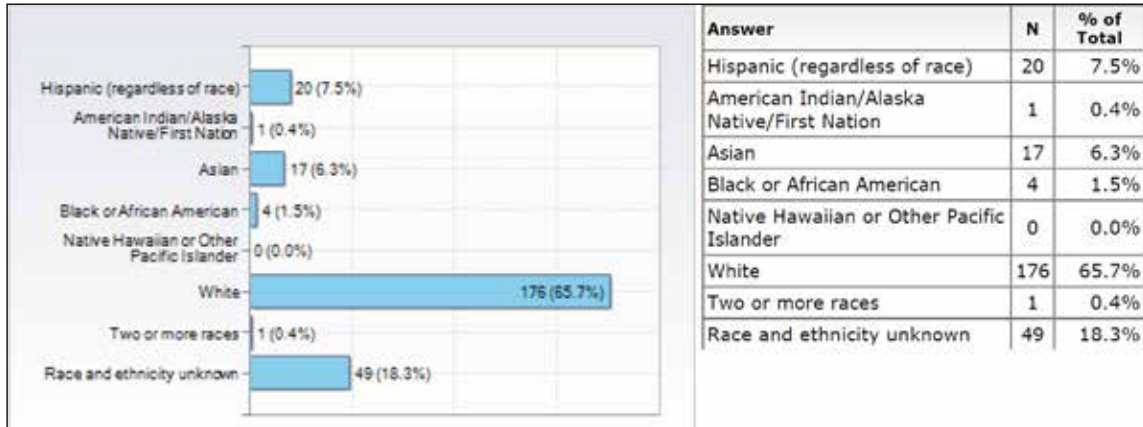 Hispanic (regardless of race)
20 (7.5%)
American Indian/Alaska
Native/First Nation
1 (0.4%)
Asian
17 (6.3%)
Black or African American
4 (1.5%)
Native Hawaiian or Other
Pacific Islander
0 (0.0%)
White
176 (65.7%)
Two or more races
1 (0.4%)
Race and ethnicity unknown
49 (18.3%)
Answer N % of
Total
Hispanic (regardless of race) 20 7.5%
American Indian/Alaska
Native/First Nation 1 0.4%
Asian 17 6.3%
Black or African American 4 1.5%
Native Hawaiian or Other Pacific
Islander 0 0.0%
White 176 65.7%
Two or more races 1 0.4%
Race and ethnicity unknown 49 18.3%